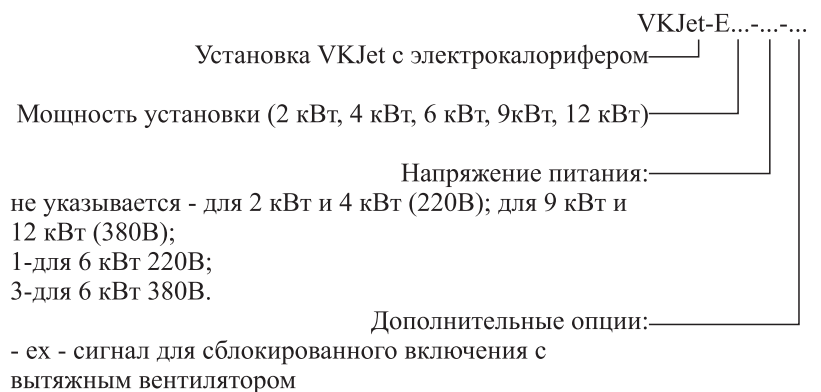 VKJet-E...-...-...
Установка VKJet с электрокалорифером
Мощность установки (2 кВт, 4 кВт, 6 кВт, 9кВт, 12 кВт)
Напряжение питания:
не указывается - для 2 кВт и 4 кВт (220В); для 9 кВт и
12 кВт (380В);
1-для 6 кВт 220В;
3-для 6 кВт 380В.
Дополнительные опции:
- ex - сигнал для сблокированного включения с
вытяжным вентилятором